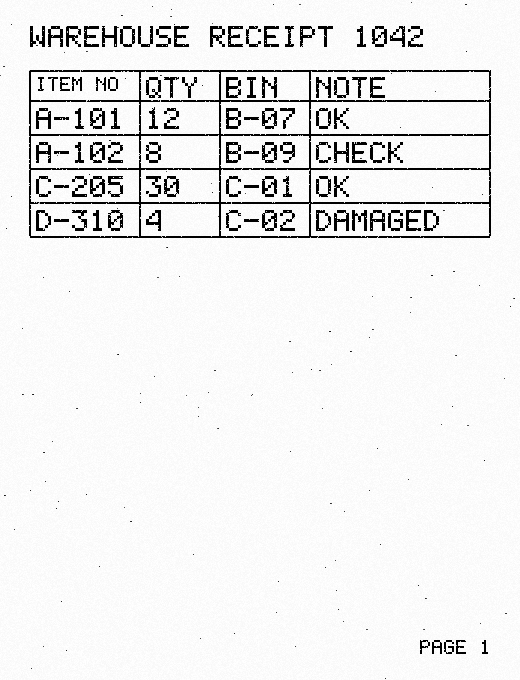 WAREHOUSE RECEIPT 1042
ITEM NO QTY BIN NOTE
A-101 12 B-07 OK
A-102 8 B-09 CHECK
C-205 30 C-01 OK
D-310 4 C-02 DAMAGED
PAGE 1